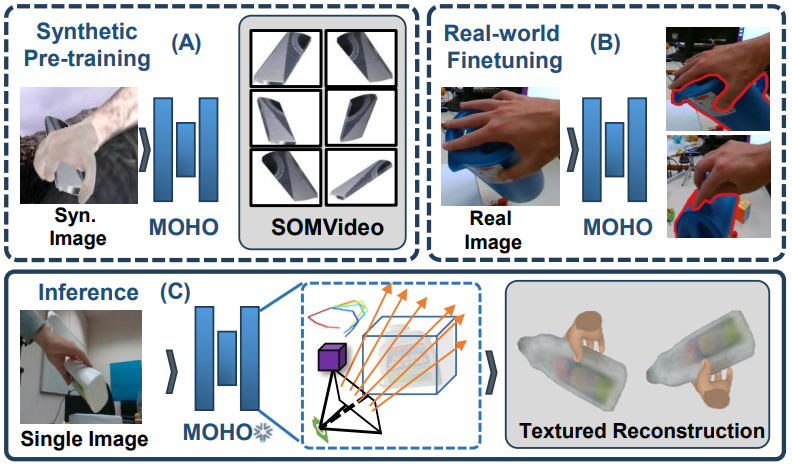 Synthetic
Pre-training
(A)
Syn.
Image
MOHO
SOMVideo
Real-world
Finetuning
(B)
Real
Image
MOHO
Inference
(C)
Single Image
MOHO
Textured Reconstruction